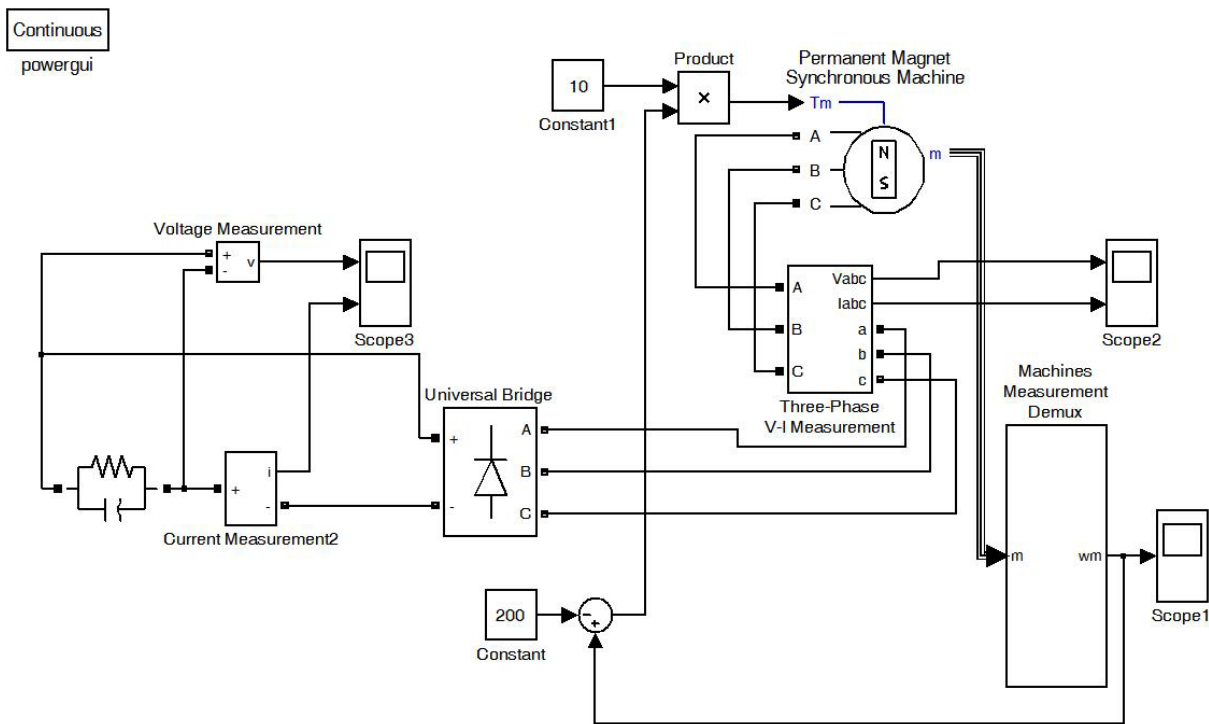 Continuous
powergui
Product
10
×
Constant1
Permanent Magnet
Synchronous Machine
Tm
A
B
C
N
S
m
Voltage Measurement
+
-
v
Scope3
A
B
C
Vabc
Iabc
a
b
c
Three-Phase
V-I Measurement
Scope2
Universal Bridge
+
-
A
B
C
i
+
-
Current Measurement2
Machines
Measurement
Demux
m
wm
Scope1
200
-
+
Constant